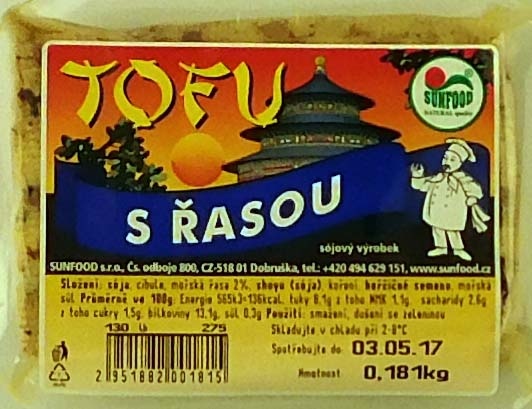 TOFU
SUNFOOD
NATURAL
S ŘASOU
sójový výrobek
SUNFOOD s.r.o., Čs. odboje 800, CZ-518 01 Dobruška, tel.: +420 494 629 151, www.sunfood.cz
Složení: sója, cibule, mořská řasa 2%, shoyu (sója), koření, hořčičné semeno, mořská
sůl Průměrně ve 100g: Energie 565kJ=136kcal, tuky 8,1g z toho NMK 1,1g, sacharidy 2,6g
z toho cukry 1,5g, bílkoviny 13,1g, sůl 0,3g Použití: smažení, dušení se zeleninou
130 275
Skladujte v chladu při 2-8°C
Spotřebujte do 03.05.17
Hmotnost 0,181kg
2 951882 001815